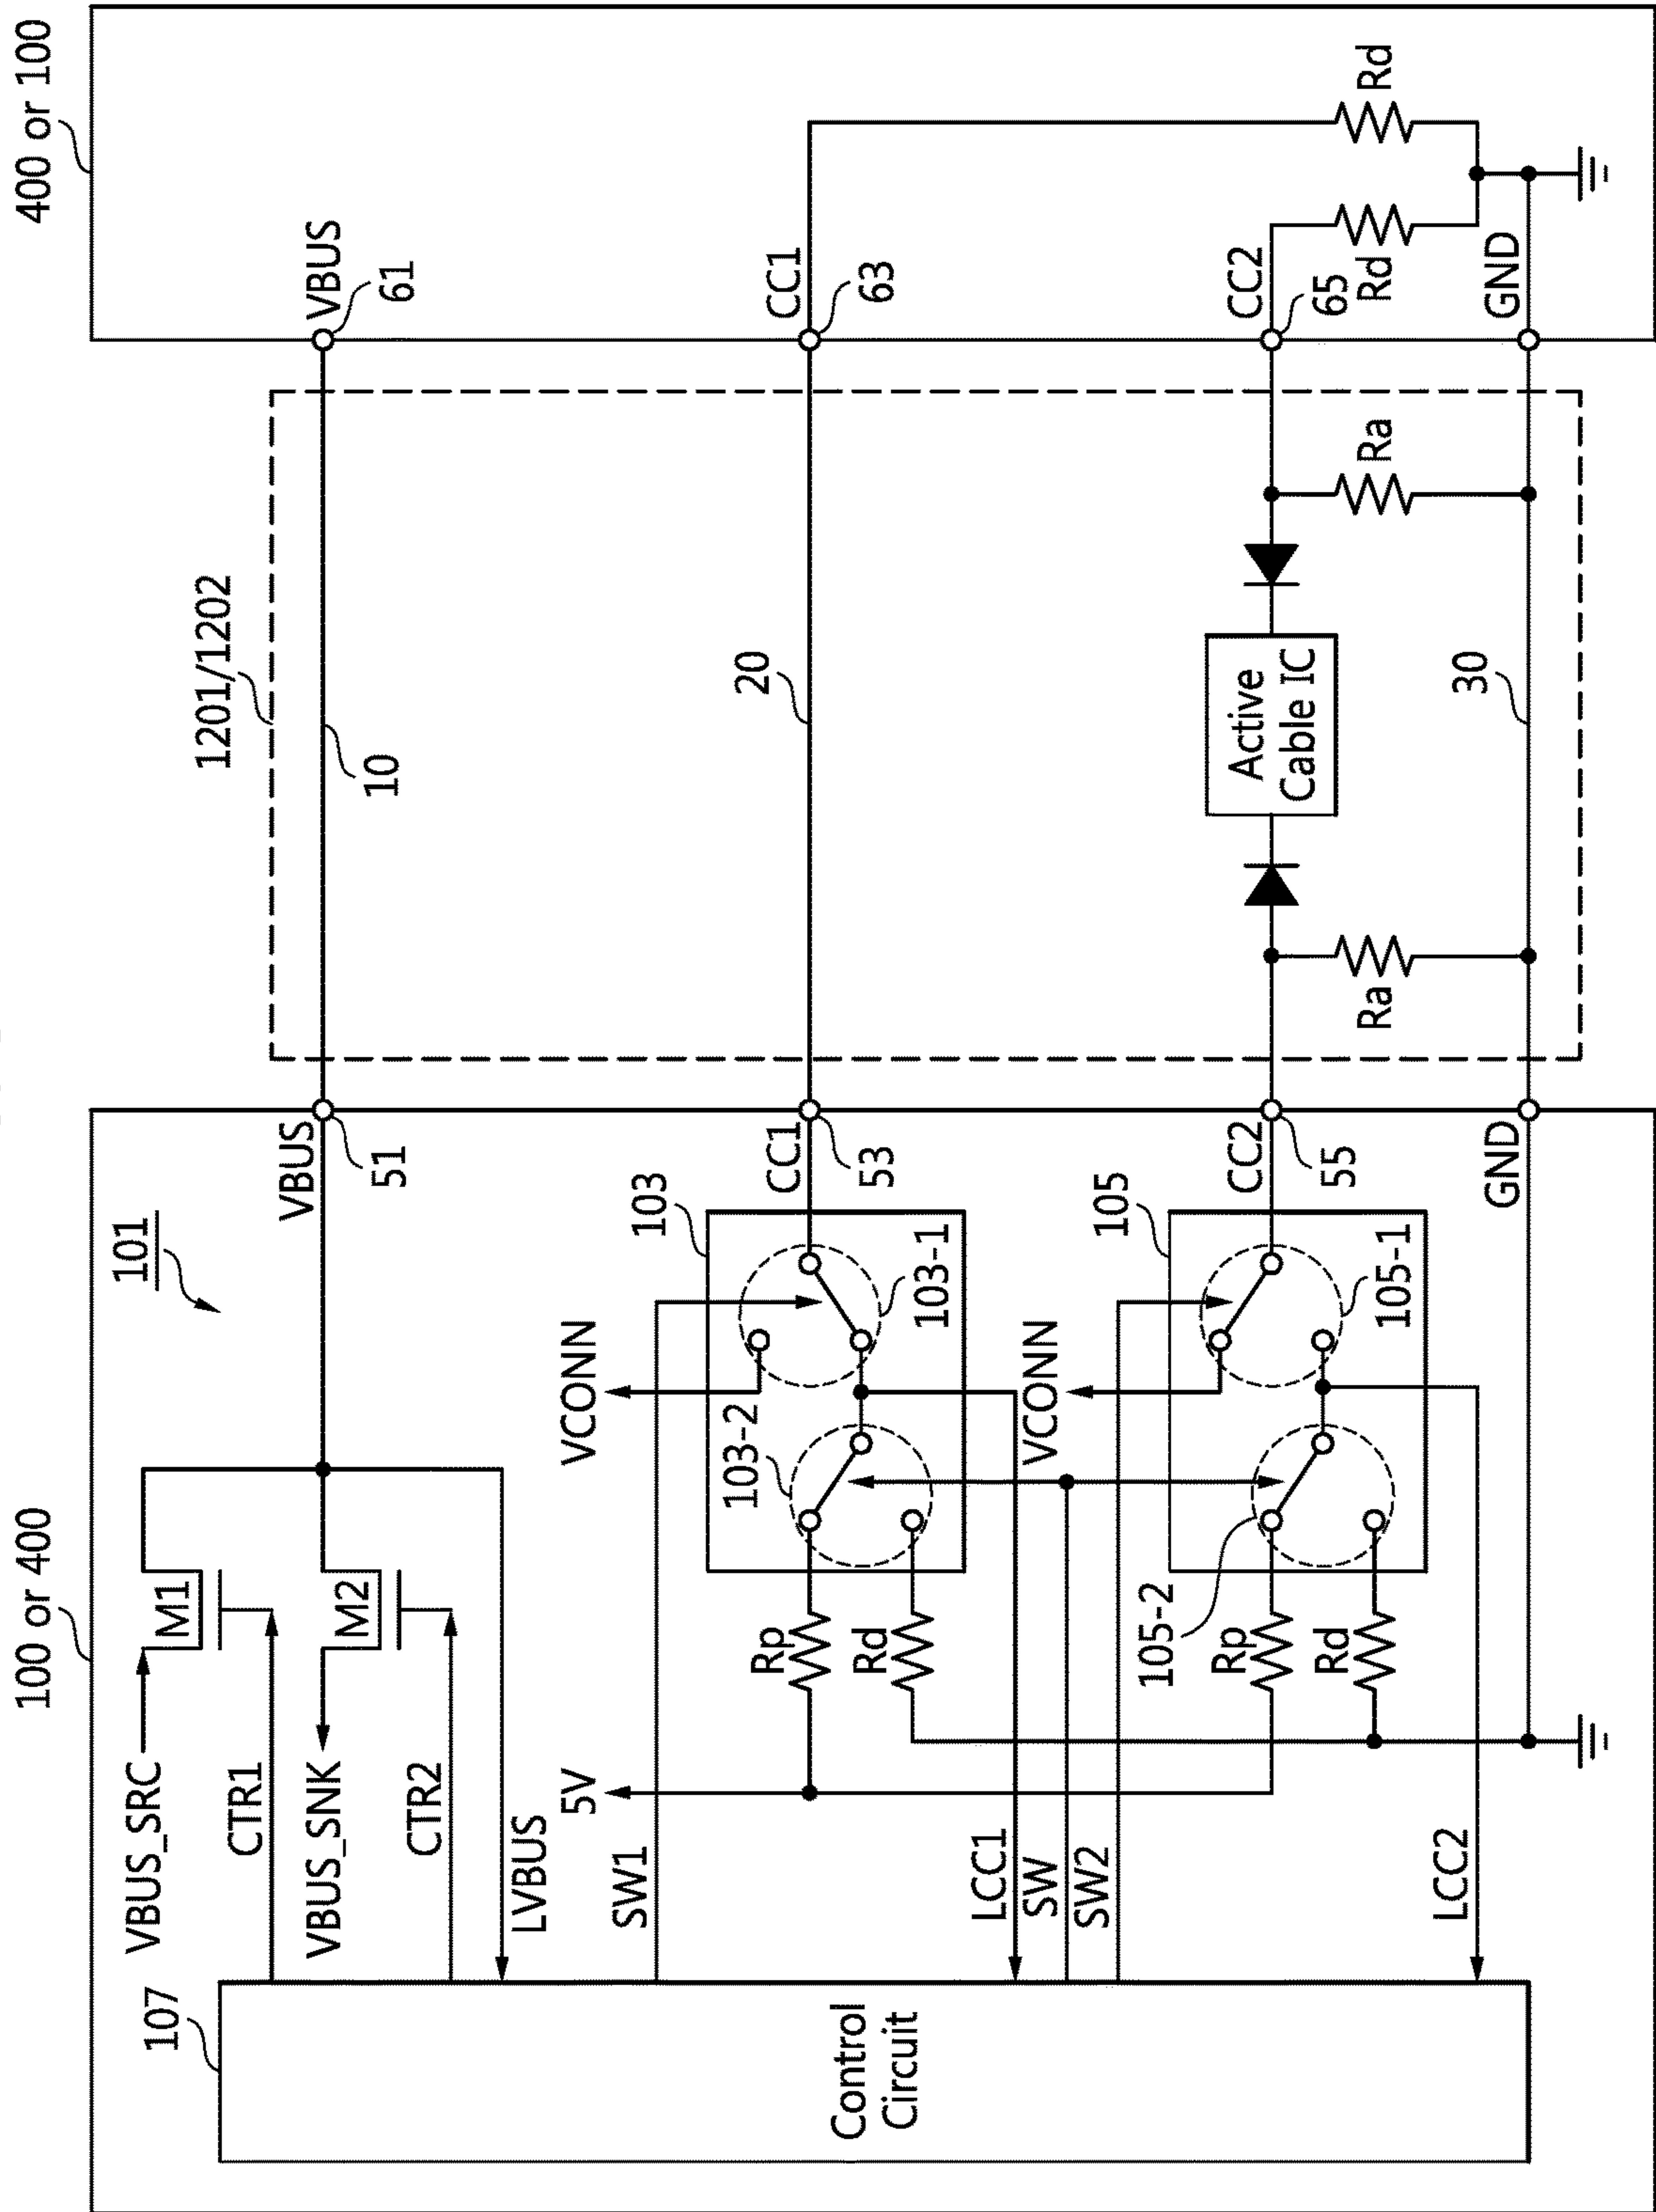 100 or 400
400 or 100
101
1201/1202
107
VBUS_SRC
M1
CTR1
VBUS_SNK
M2
CTR2
LVBUS
VBUS
51
10
VBUS
61
5V
SW1
VCONN
103
103-1
103-2
Rp
Rd
CC1
53
20
CC1
63
LCC1
SW
SW2
VCONN
105
105-1
105-2
Rp
Rd
CC2
55
Active
Cable IC
CC2
65
Rd
Rd
Ra
Ra
LCC2
GND
30
GND
Control
Circuit